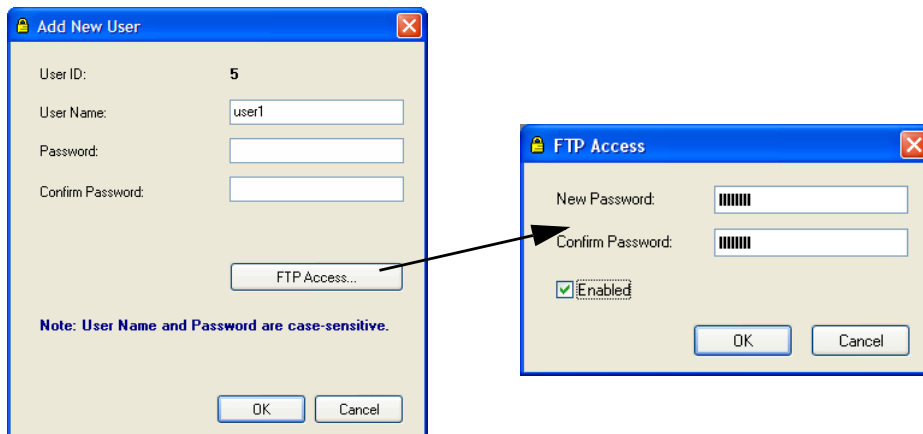 Add New User
User ID: 5
User Name: user1
Password:
Confirm Password:
FTP Access...
Note: User Name and Password are case-sensitive.
OK Cancel
FTP Access
New Password:
Confirm Password:
Enabled
OK Cancel